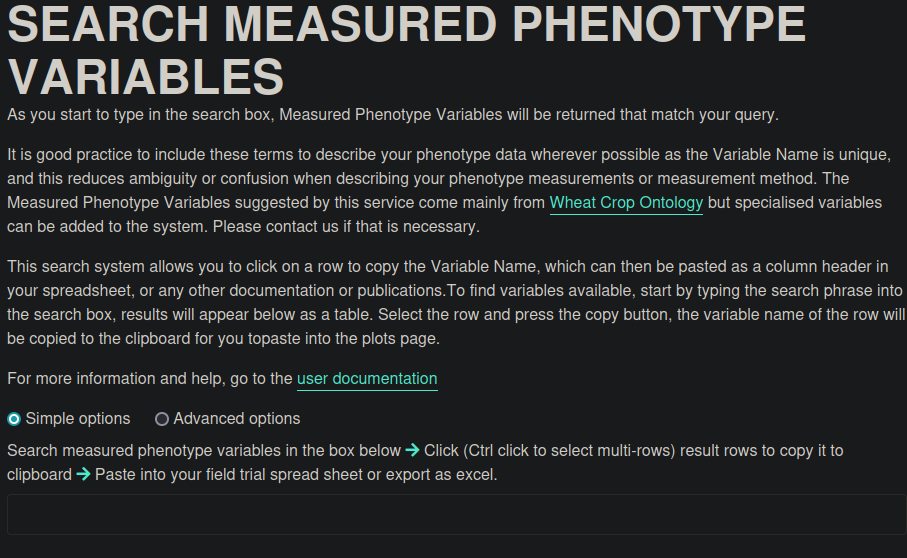 SEARCH MEASURED PHENOTYPE
VARIABLES
As you start to type in the search box, Measured Phenotype Variables will be returned that match your query.
It is good practice to include these terms to describe your phenotype data wherever possible as the Variable Name is unique,
and this reduces ambiguity or confusion when describing your phenotype measurements or measurement method. The
Measured Phenotype Variables suggested by this service come mainly from Wheat Crop Ontology but specialised variables
can be added to the system. Please contact us if that is necessary.
This search system allows you to click on a row to copy the Variable Name, which can then be pasted as a column header in
your spreadsheet, or any other documentation or publications.To find variables available, start by typing the search phrase into
the search box, results will appear below as a table. Select the row and press the copy button, the variable name of the row will
be copied to the clipboard for you topaste into the plots page.
For more information and help, go to the user documentation
Simple options Advanced options
Search measured phenotype variables in the box below → Click (Ctrl click to select multi-rows) result rows to copy it to
clipboard → Paste into your field trial spread sheet or export as excel.